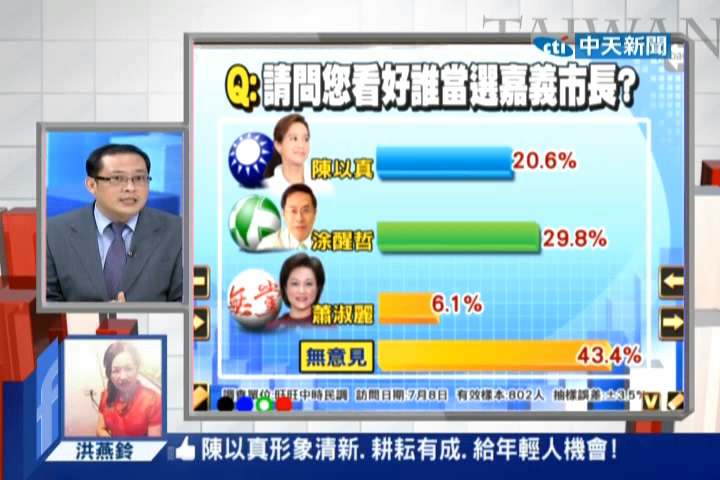 TAIWAN
cti 中天新聞
Q:請問您看好誰當選嘉義市長?
陳以真 20.6%
涂醒哲 29.8%
無黨
蕭淑麗 6.1%
無意見 43.4%
調查單位:旺旺中時民調 訪問日期:7月8日 有效樣本:802人 抽樣誤差:±3.5%
洪燕鈴 陳以真形象清新.耕耘有成.給年輕人機會!